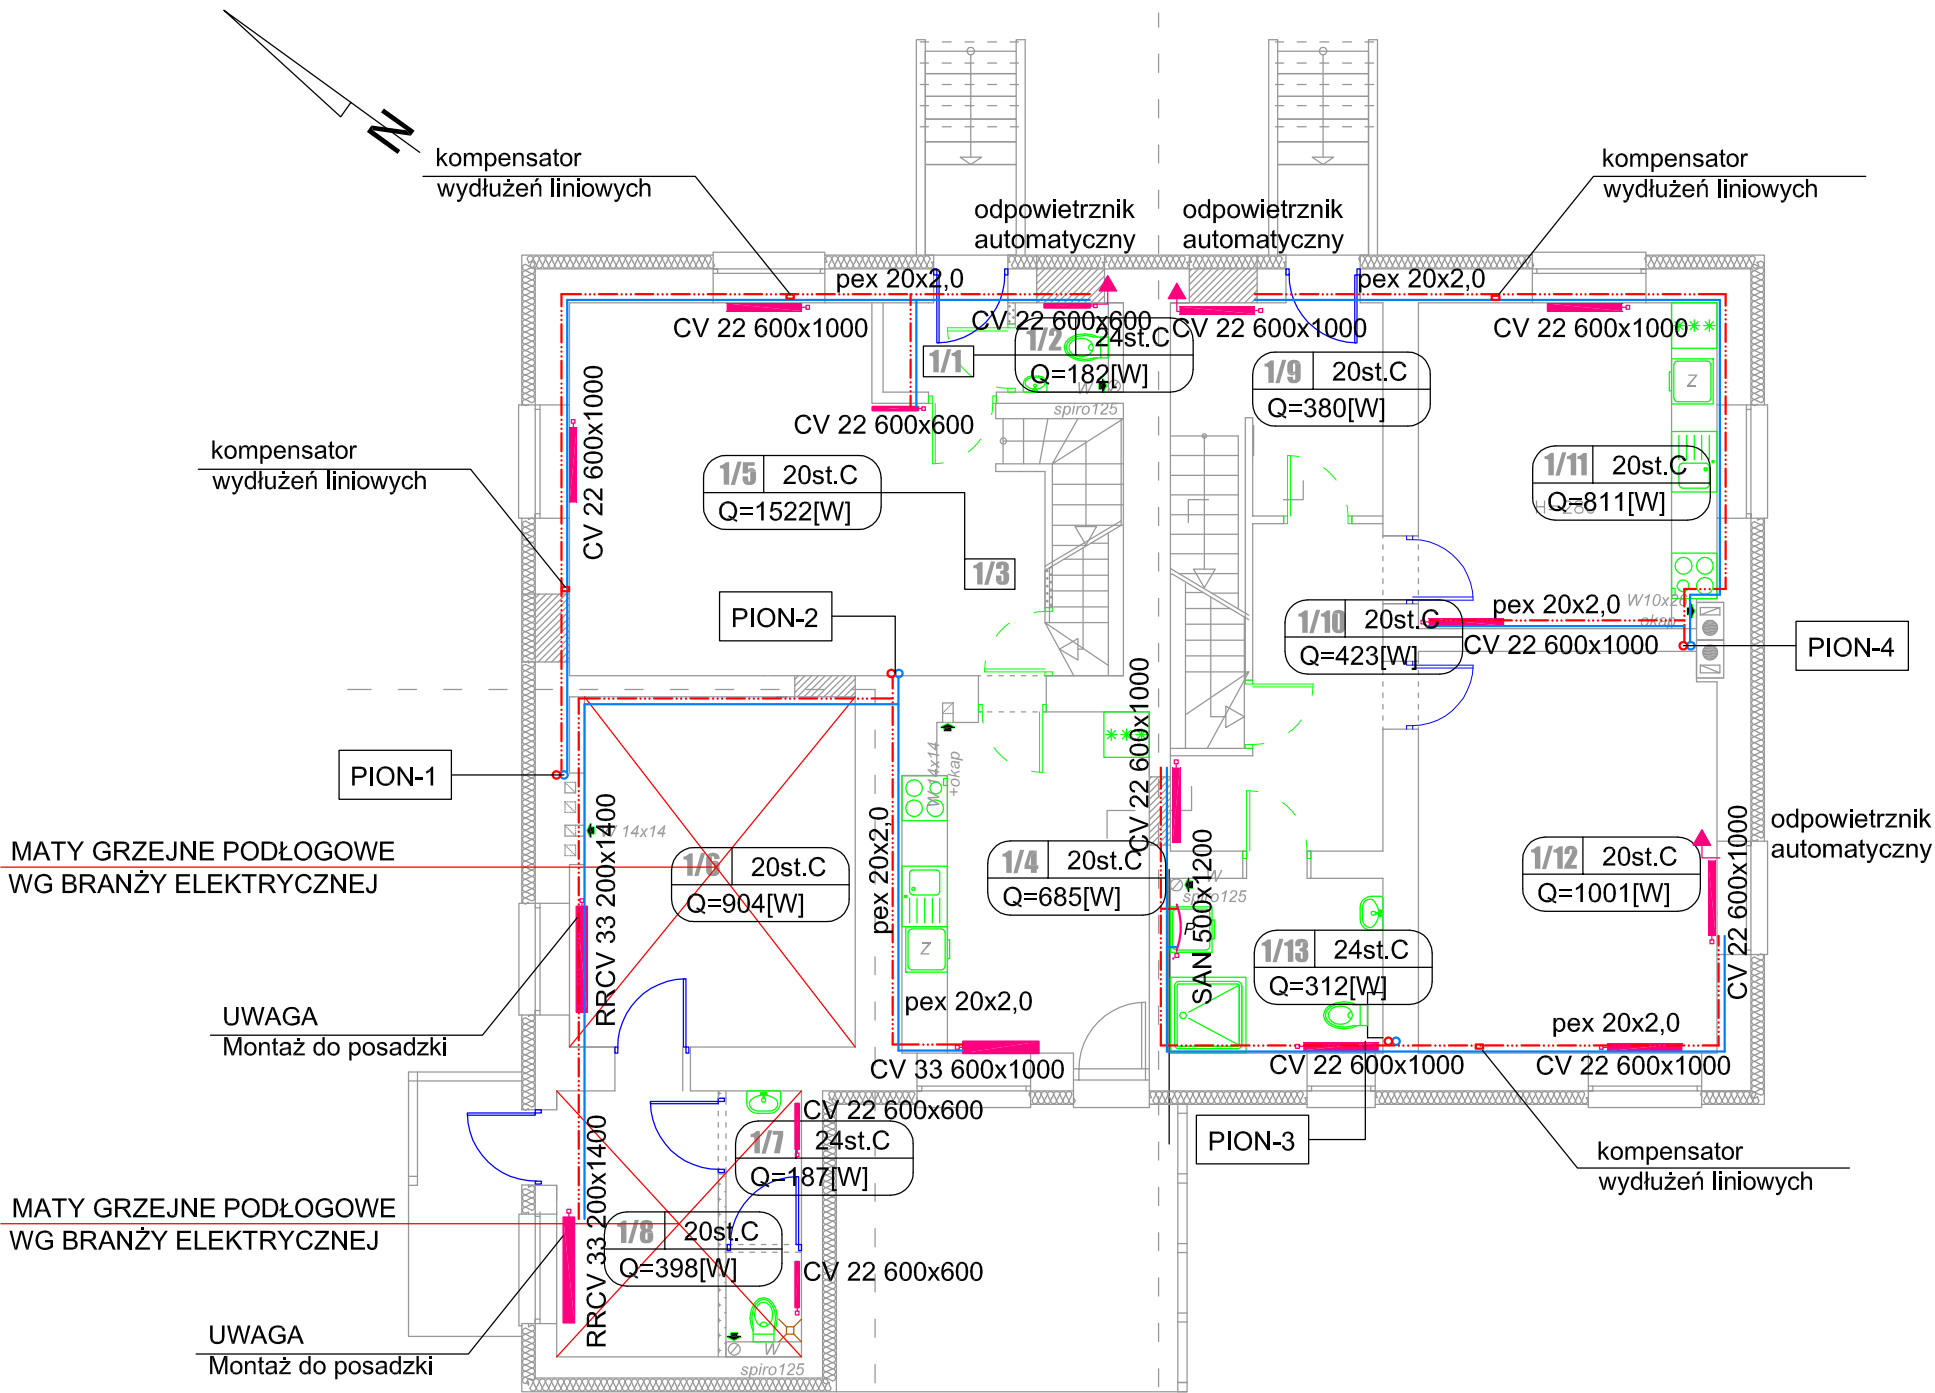 N
kompensator
wydłużeń liniowych
odpowietrznik
automatyczny
odpowietrznik
automatyczny
kompensator
wydłużeń liniowych
pex 20x2,0
pex 20x2,0
CV 22 600x1000
CV 22 600x600
CV 22 600x1000
CV 22 600x1000
1/1
1/2 24st.C
Q=182[W]
W
spiro125
1/9 20st.C
Q=380[W]
Z
CV 22 600x1000
CV 22 600x600
kompensator
wydłużeń liniowych
1/5 20st.C
Q=1522[W]
1/3
1/11 20st.C
Q=811[W]
PION-2
1/10 20st.C
Q=423[W]
pex 20x2,0
okap
CV 22 600x1000
PION-4
PION-1
CV 22 600x1000
W 14x14
+okap
W 14x14
RRCV 33 200x1400
pex 20x2,0
MATY GRZEJNE PODŁOGOWE
WG BRANŻY ELEKTRYCZNEJ
1/6 20st.C
Q=904[W]
1/4 20st.C
Q=685[W]
W
spiro125
P
SAN 500x1200
1/12 20st.C
Q=1001[W]
odpowietrznik
automatyczny
CV 22 600x1000
Z
1/13 24st.C
Q=312[W]
UWAGA
Montaż do posadzki
pex 20x2,0
pex 20x2,0
CV 33 600x1000
CV 22 600x1000
CV 22 600x1000
CV 22 600x600
1/7 24st.C
Q=187[W]
PION-3
kompensator
wydłużeń liniowych
RRCV 33 200x1400
MATY GRZEJNE PODŁOGOWE
WG BRANŻY ELEKTRYCZNEJ
1/8 20st.C
Q=398[W]
CV 22 600x600
UWAGA
Montaż do posadzki
W
spiro125